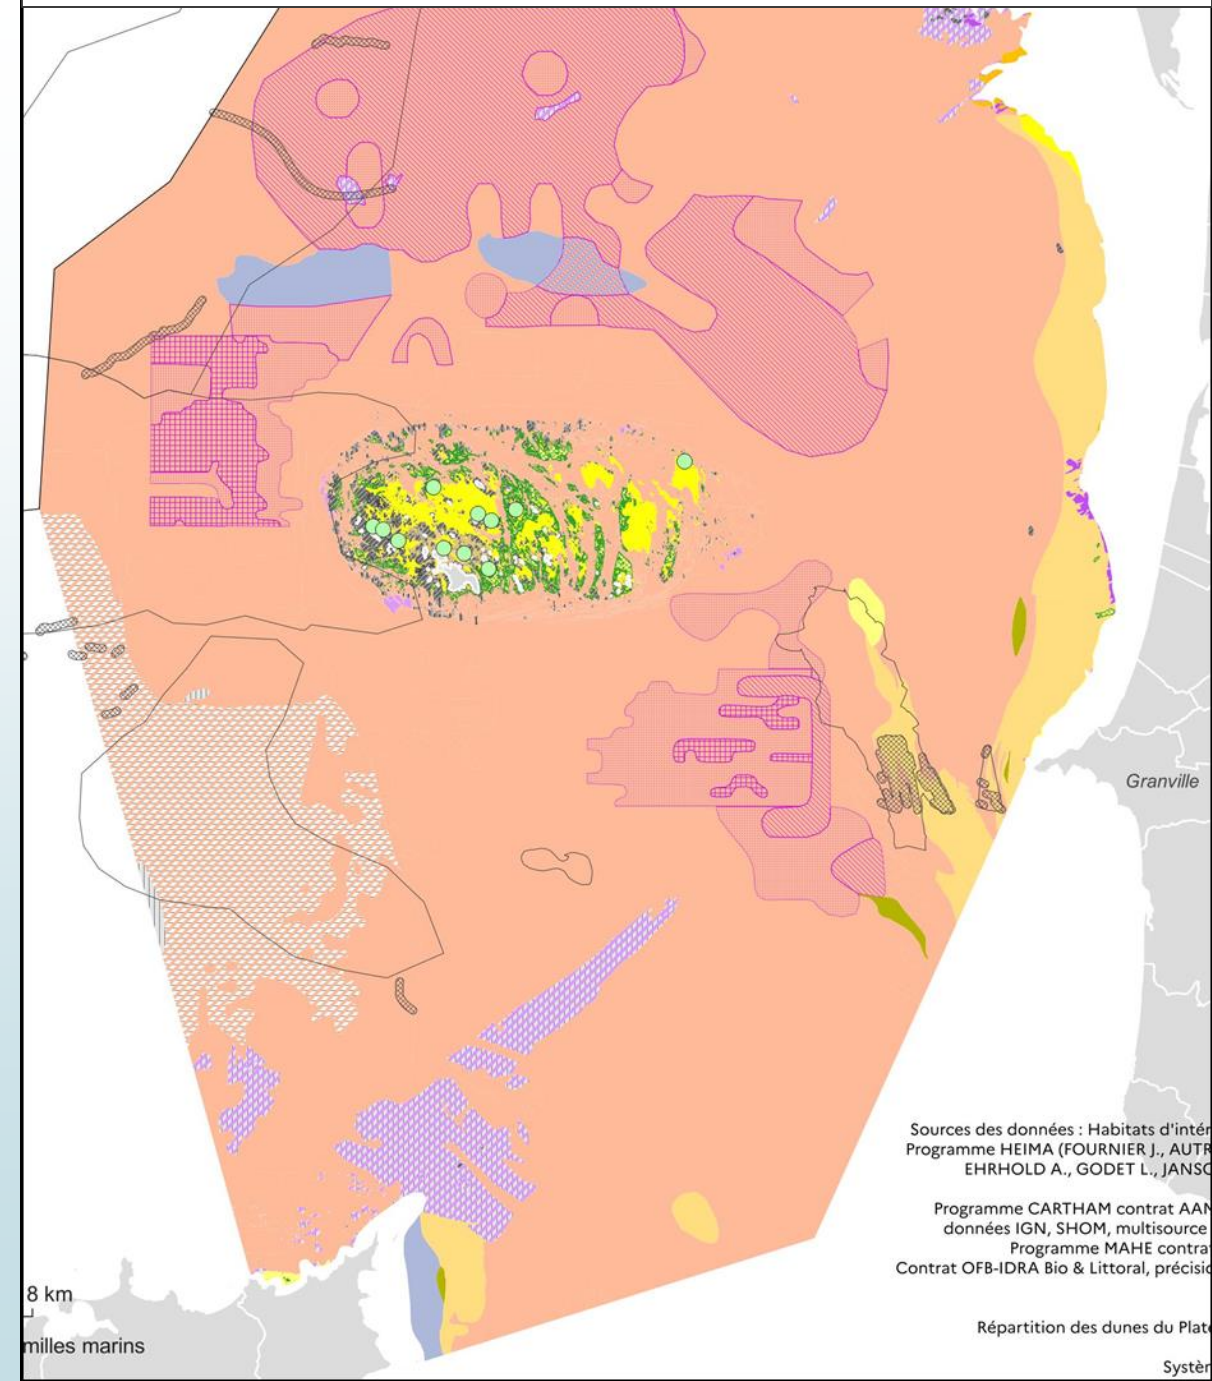 Granville
Sources des données : Habitats d'intér
Programme HEIMA (FOURNIER J., AUTR
EHRHOLD A., GODET L., JANSC
Programme CARTHAM contrat AAM
données IGN, SHOM, multisource
Programme MAHE contra
Contrat OFB-IDRA Bio & Littoral, précisio
8 km
milles marins
Répartition des dunes du Plat
Systèr